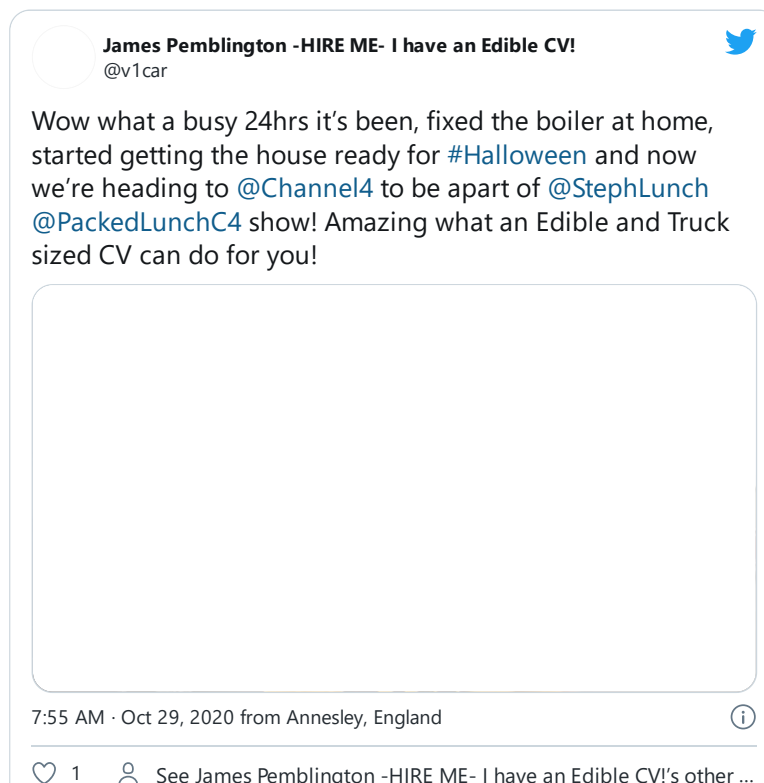 James Pemblington -HIRE ME- I have an Edible CV!
@v1car
Wow what a busy 24hrs it’s been, fixed the boiler at home,
started getting the house ready for #Halloween and now
we’re heading to @Channel4 to be apart of @StephLunch
@PackedLunchC4 show! Amazing what an Edible and Truck
sized CV can do for you!
7:55 AM · Oct 29, 2020 from Annesley, England
1 See James Pemblington -HIRE ME- I have an Edible CV!’s other ...